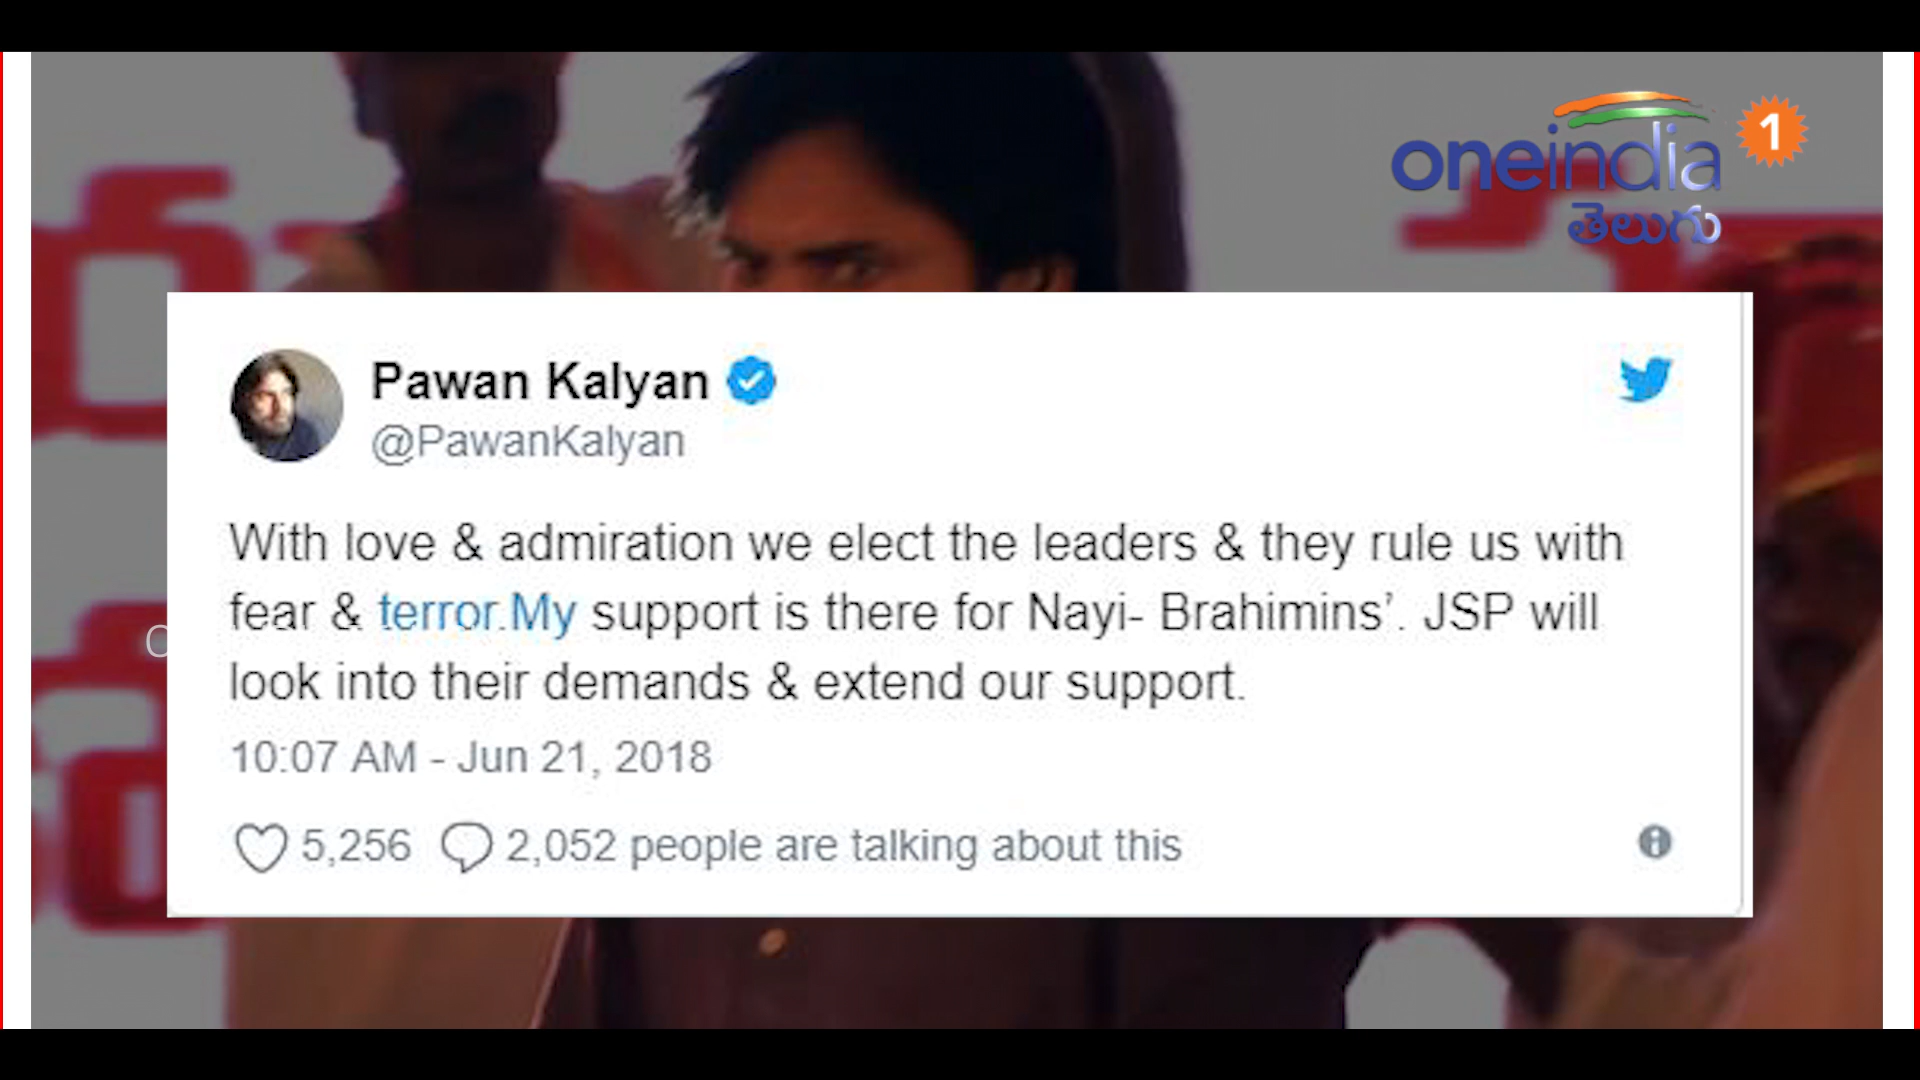 oneindia 1
తెలుగు
Pawan Kalyan
@PawanKalyan
With love & admiration we elect the leaders & they rule us with
fear & terror.My support is there for Nayi- Brahimins’. JSP will
look into their demands & extend our support.
10:07 AM - Jun 21, 2018
5,256 2,052 people are talking about this